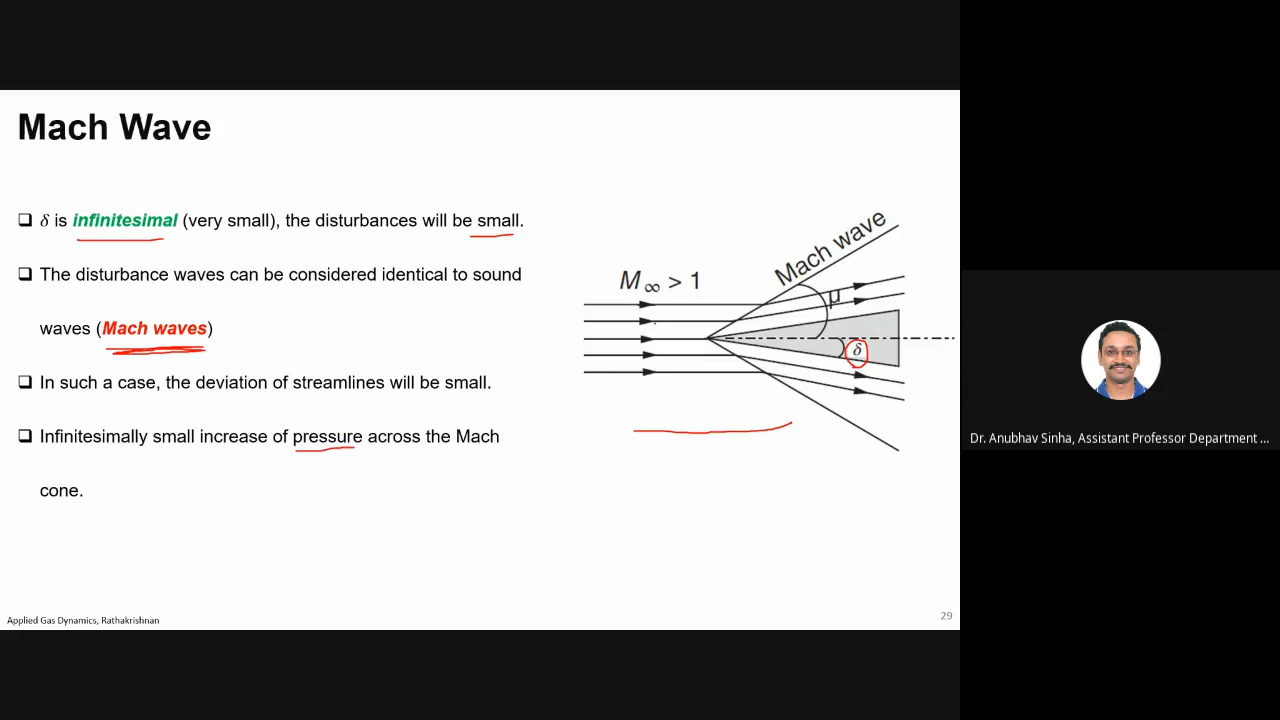 Mach Wave
❑ δ is infinitesimal (very small), the disturbances will be small.
❑ The disturbance waves can be considered identical to sound
waves (Mach waves)
❑ In such a case, the deviation of streamlines will be small.
❑ Infinitesimally small increase of pressure across the Mach
cone.
M∞ > 1
Mach wave
μ
δ
Applied Gas Dynamics, Rathakrishnan
29
Dr. Anubhav Sinha, Assistant Professor Department ...